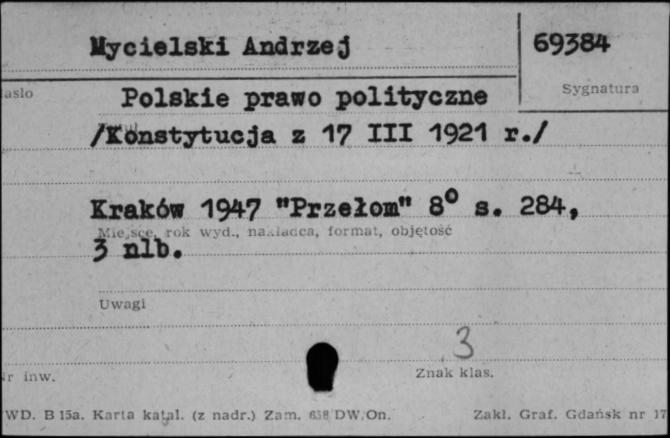 Mycielski Andrzej
69384
asło
Sygnatura
Polskie prawo polityczne
/Konstytucja z 17 III 1921 r./
Kraków 1947 "Przełom" 8° s. 284,
Miejsce, rok wyd., nakładca, format, objętość
3 nlb.
Uwagi
3
Nr inw.
Znak klas.
WD. B 15a. Karta katal. (z nadr.) Zam. 638 DW. On.
Zakł. Graf. Gdańsk nr 17